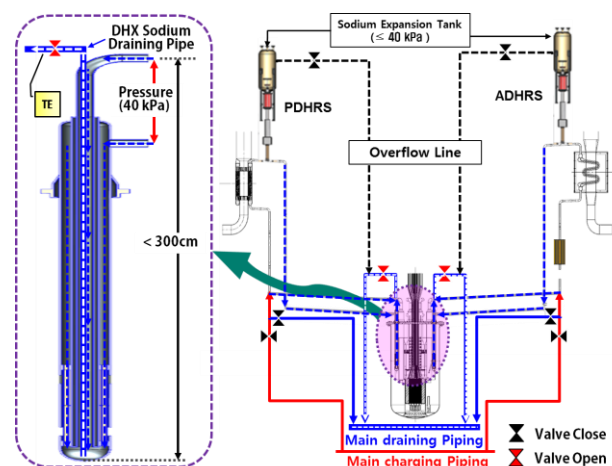 DHX Sodium
Draining Pipe
TE
Pressure
(40 kPa)
< 300cm
Sodium Expansion Tank
( ≤ 40 kPa )
PDHRS
ADHRS
Overflow Line
Main draining Piping
Main charging Piping
Valve Close
Valve Open